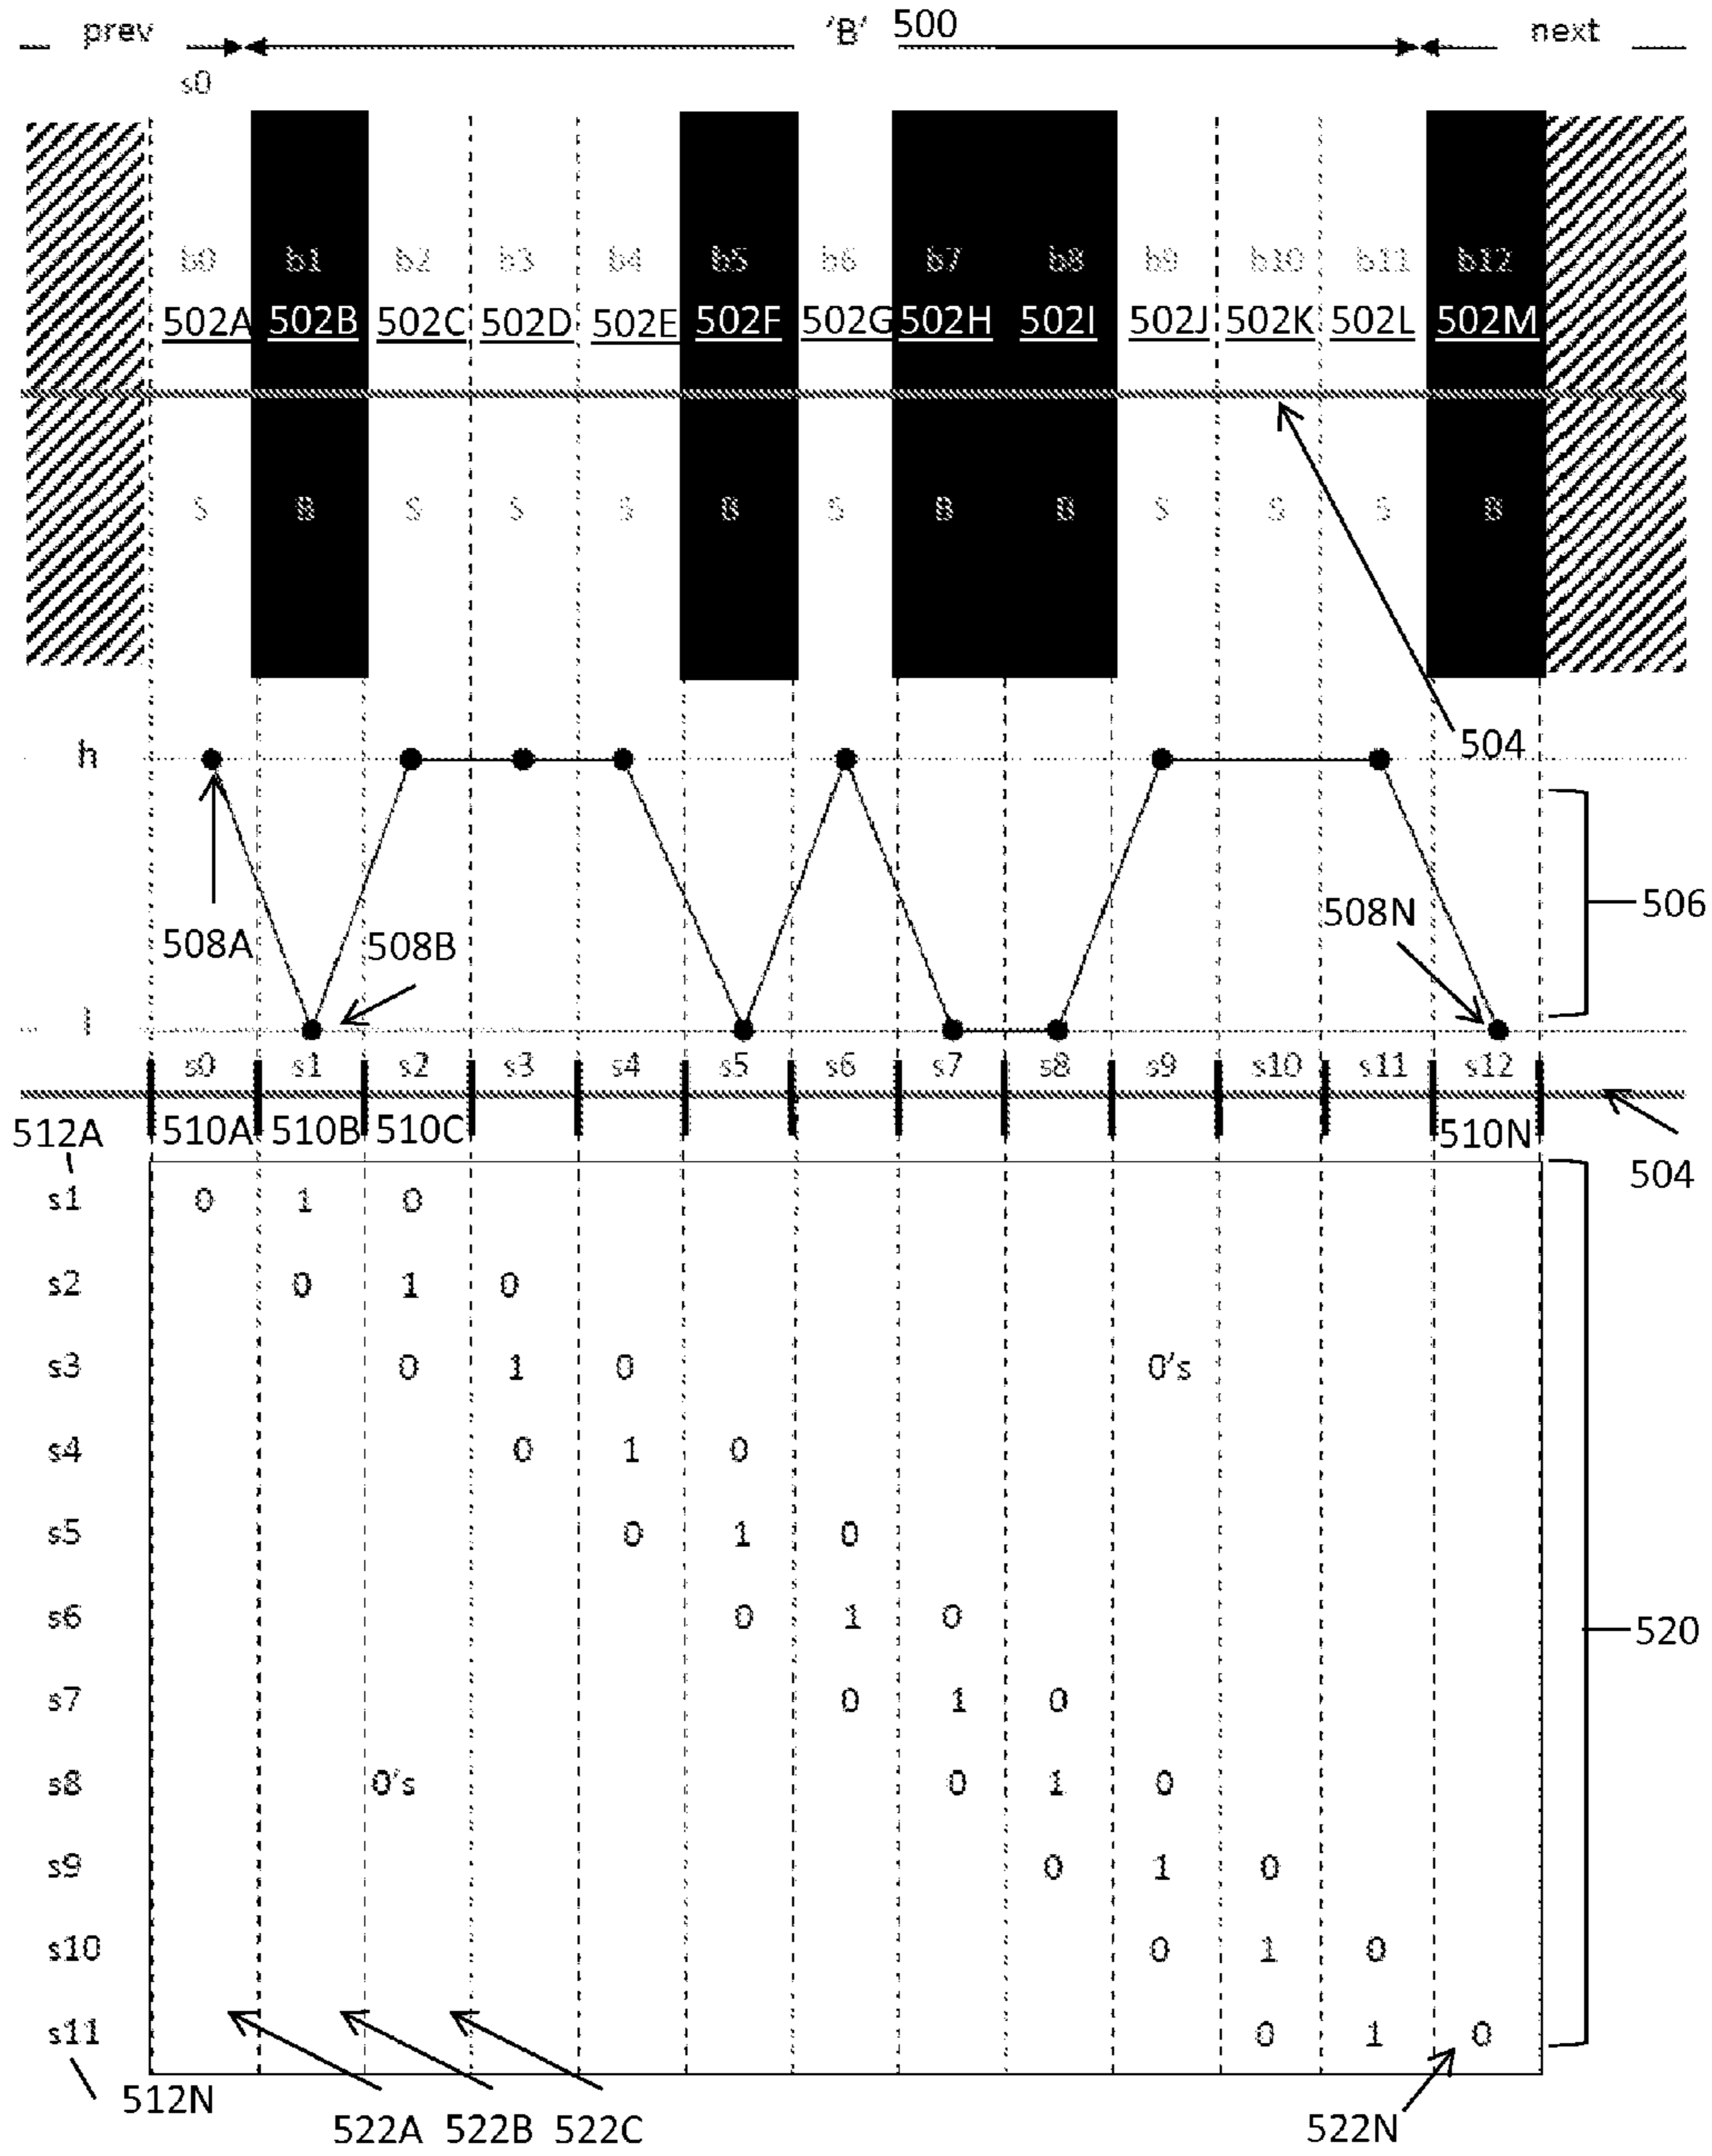 prev 'B' 500 next
s0
b0 b1 b2 b3 b4 b5 b6 b7 b8 b9 b10 b11 b12
502A 502B 502C 502D 502E 502F 502G 502H 502I 502J 502K 502L 502M
S B S S S B S B B S S S B
h 504
506
508A 508B 508N
l
s0 s1 s2 s3 s4 s5 s6 s7 s8 s9 s10 s11 s12
512A 510A 510B 510C 510N
504
s1 0 1 0
s2 0 1 0
s3 0 1 0 0's
s4 0 1 0
s5 0 1 0
s6 0 1 0
520
s7 0 1 0
s8 0's 0 1 0
s9 0 1 0
s10 0 1 0
s11 0 1 0
512N 522A 522B 522C 522N